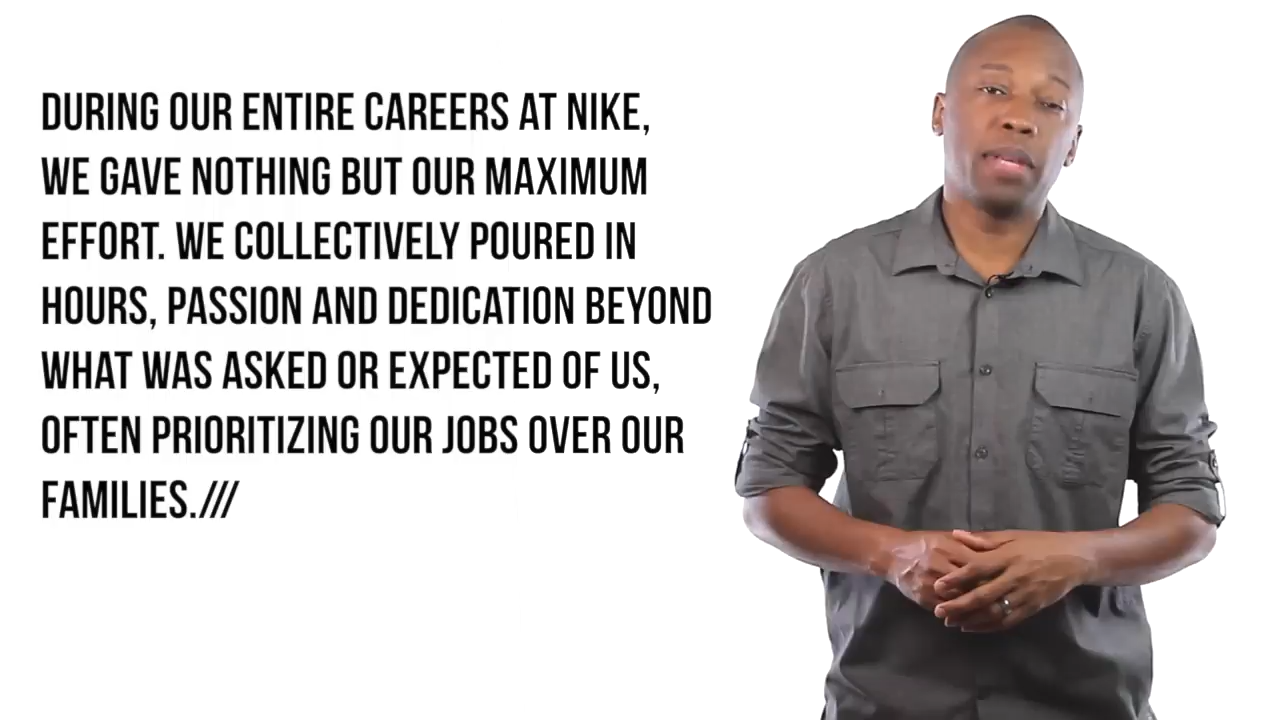 DURING OUR ENTIRE CAREERS AT NIKE,
WE GAVE NOTHING BUT OUR MAXIMUM
EFFORT. WE COLLECTIVELY POURED IN
HOURS, PASSION AND DEDICATION BEYOND
WHAT WAS ASKED OR EXPECTED OF US,
OFTEN PRIORITIZING OUR JOBS OVER OUR
FAMILIES.///